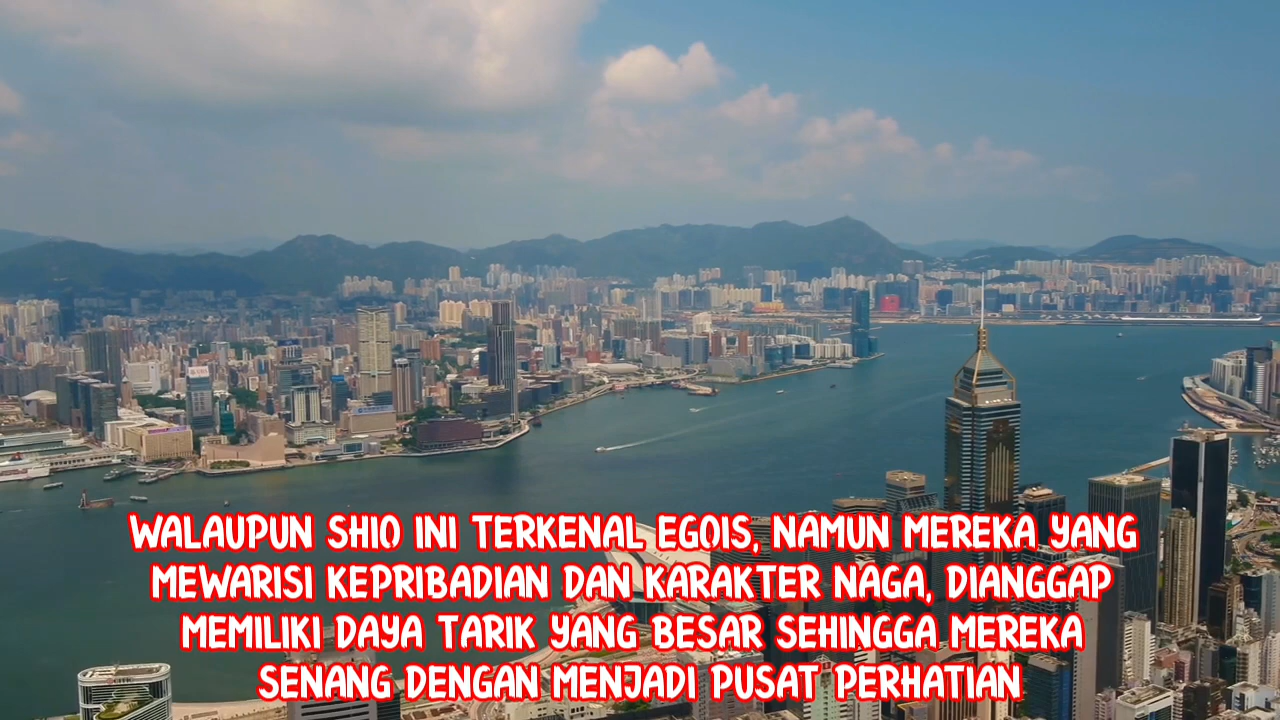 WALAUPUN SHIO INI TERKENAL EGOIS, NAMUN MEREKA YANG
MEWARISI KEPRIBADIAN DAN KARAKTER NAGA, DIANGGAP
MEMILIKI DAYA TARIK YANG BESAR SEHINGGA MEREKA
SENANG DENGAN MENJADI PUSAT PERHATIAN